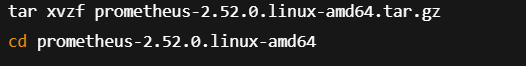 tar xvzf prometheus-2.52.0.linux-amd64.tar.gz
cd prometheus-2.52.0.linux-amd64